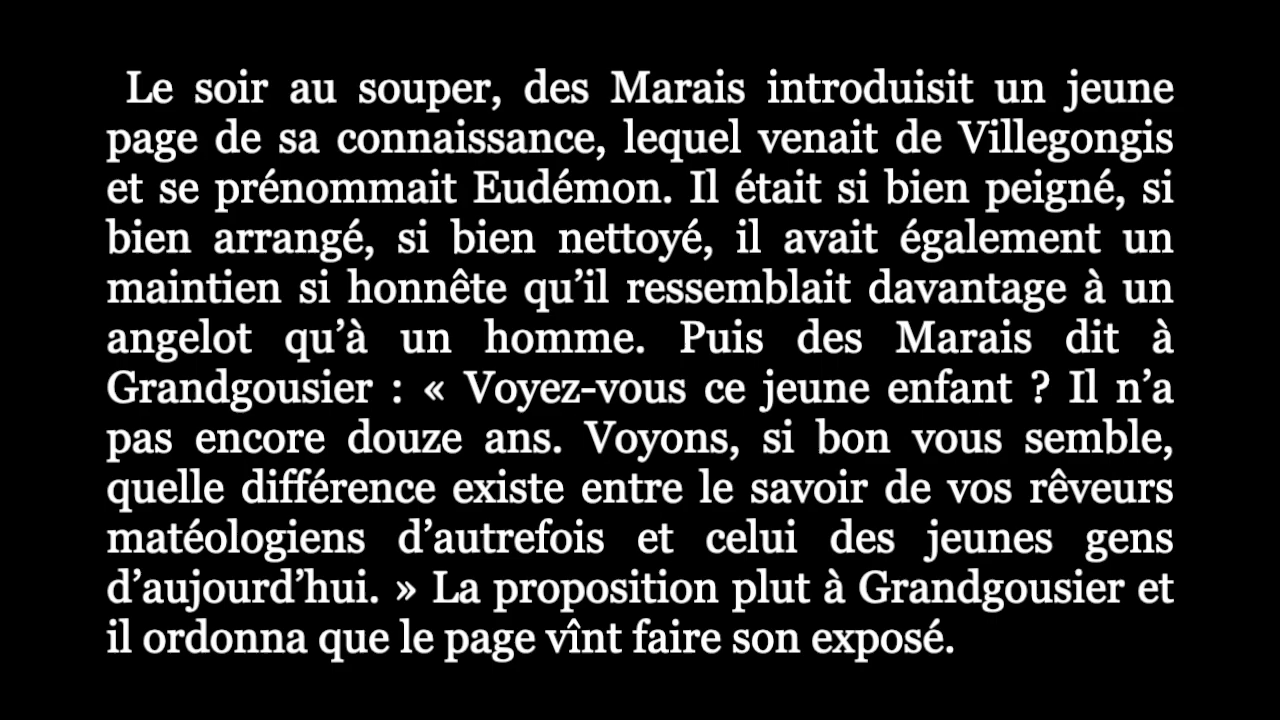 Le soir au souper, des Marais introduisit un jeune
page de sa connaissance, lequel venait de Villegongis
et se prénommait Eudémon. Il était si bien peigné, si
bien arrangé, si bien nettoyé, il avait également un
maintien si honnête qu’il ressemblait davantage à un
angelot qu’à un homme. Puis des Marais dit à
Grandgousier : « Voyez-vous ce jeune enfant ? Il n’a
pas encore douze ans. Voyons, si bon vous semble,
quelle différence existe entre le savoir de vos rêveurs
matéologiens d’autrefois et celui des jeunes gens
d’aujourd’hui. » La proposition plut à Grandgousier et
il ordonna que le page vînt faire son exposé.